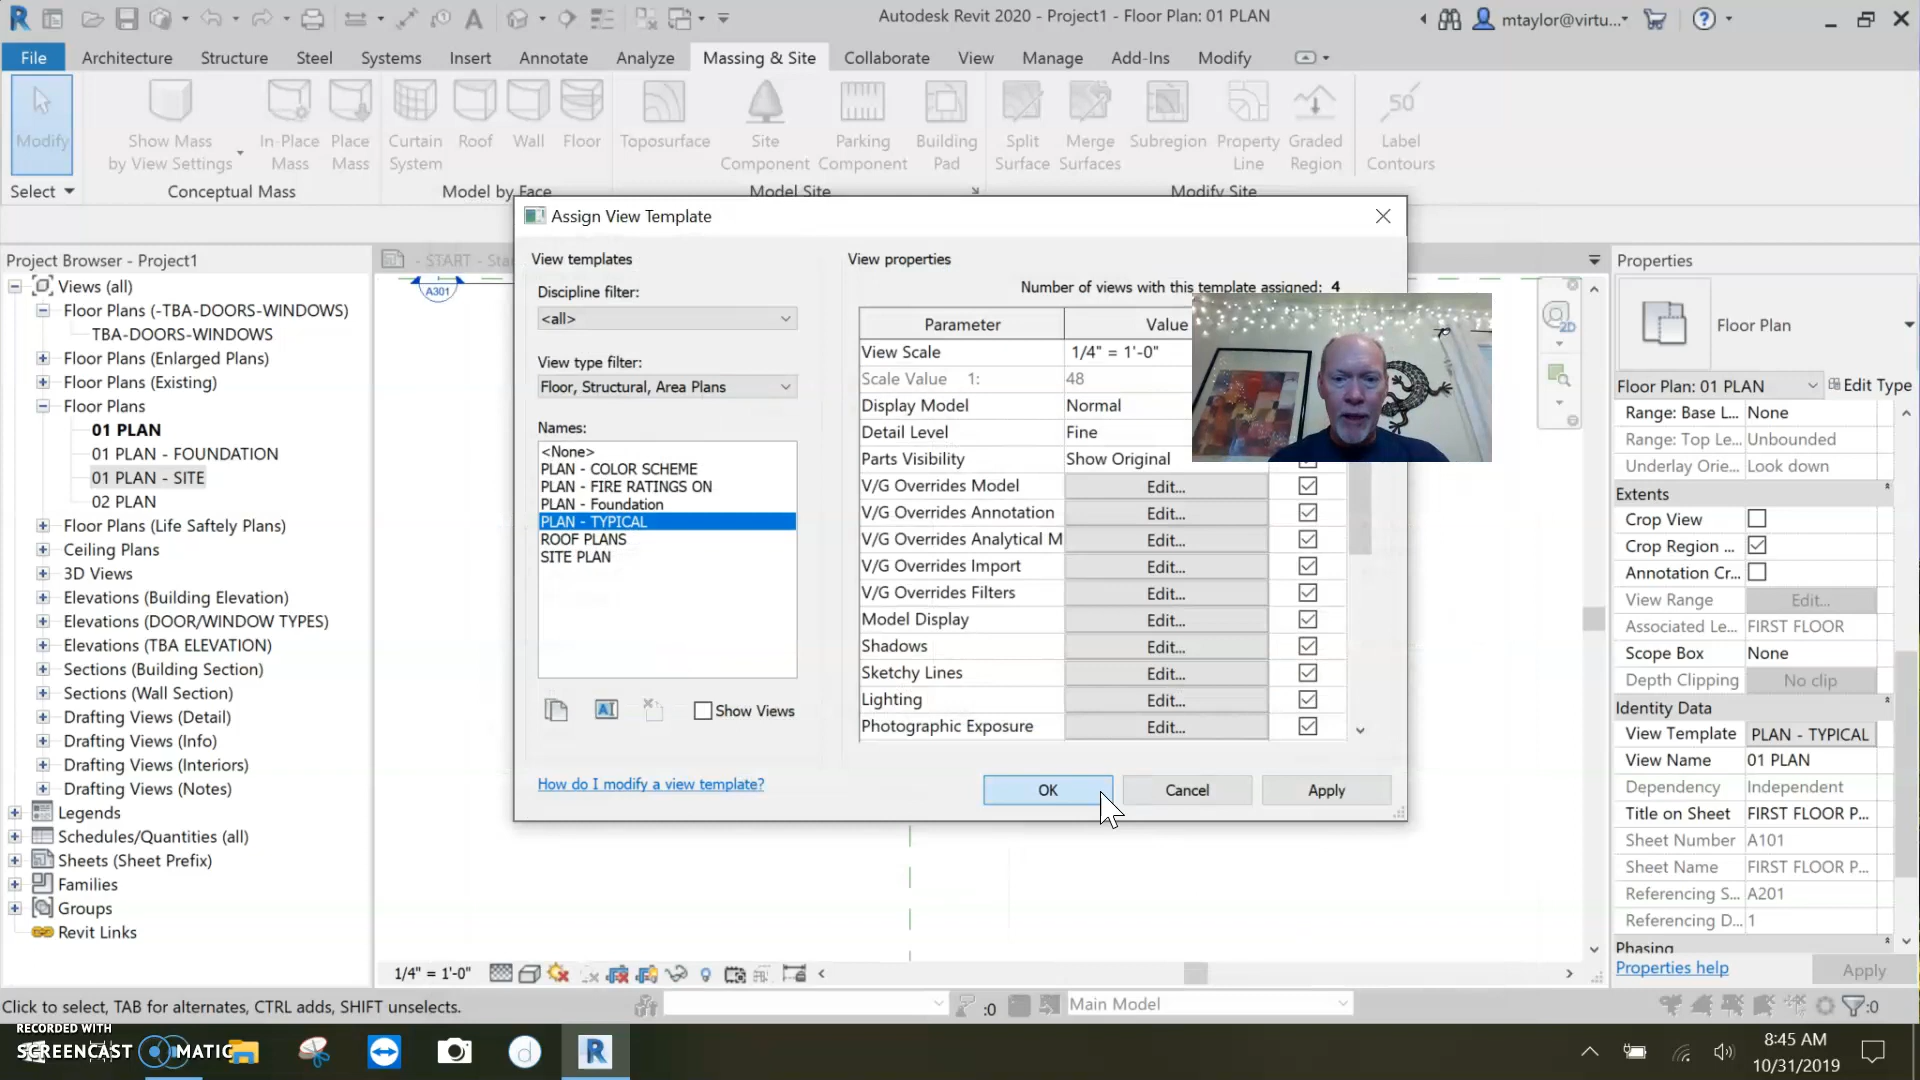 Autodesk Revit 2020 - Project1 - Floor Plan: 01 PLAN
mtaylor@virtu...
File Architecture Structure Steel Systems Insert Annotate Analyze Massing & Site Collaborate View Manage Add-Ins Modify
Modify
Show Mass
by View Settings
In-Place
Mass
Place
Mass
Curtain
System
Roof
Wall
Floor
Toposurface
Site
Component
Parking
Component
Building
Pad
Split
Surface
Merge
Surfaces
Subregion
Property
Line
Graded
Region
Label
Contours
Select
Conceptual Mass
Model by Face
Model Site
Modify Site
Project Browser - Project1
Views (all)
Floor Plans (-TBA-DOORS-WINDOWS)
TBA-DOORS-WINDOWS
Floor Plans (Enlarged Plans)
Floor Plans (Existing)
Floor Plans
01 PLAN
01 PLAN - FOUNDATION
01 PLAN - SITE
02 PLAN
Floor Plans (Life Saftely Plans)
Ceiling Plans
3D Views
Elevations (Building Elevation)
Elevations (DOOR/WINDOW TYPES)
Elevations (TBA ELEVATION)
Sections (Building Section)
Sections (Wall Section)
Drafting Views (Detail)
Drafting Views (Info)
Drafting Views (Interiors)
Drafting Views (Notes)
Legends
Schedules/Quantities (all)
Sheets (Sheet Prefix)
Families
Groups
Revit Links
- START - Sta
A301
Assign View Template
View templates
Discipline filter:
<all>
View type filter:
Floor, Structural, Area Plans
Names:
<None>
PLAN - COLOR SCHEME
PLAN - FIRE RATINGS ON
PLAN - Foundation
PLAN - TYPICAL
ROOF PLANS
SITE PLAN
Show Views
How do I modify a view template?
View properties
Number of views with this template assigned: 4
Parameter Value
View Scale 1/4" = 1'-0"
Scale Value 1: 48
Display Model Normal
Detail Level Fine
Parts Visibility Show Original
V/G Overrides Model Edit...
V/G Overrides Annotation Edit...
V/G Overrides Analytical M Edit...
V/G Overrides Import Edit...
V/G Overrides Filters Edit...
Model Display Edit...
Shadows Edit...
Sketchy Lines Edit...
Lighting Edit...
Photographic Exposure Edit...
OK Cancel Apply
2D
Properties
Floor Plan
Floor Plan: 01 PLAN Edit Type
Range: Base L... None
Range: Top Le... Unbounded
Underlay Orie... Look down
Extents
Crop View
Crop Region ...
Annotation Cr...
View Range Edit...
Associated Le... FIRST FLOOR
Scope Box None
Depth Clipping No clip
Identity Data
View Template PLAN - TYPICAL
View Name 01 PLAN
Dependency Independent
Title on Sheet FIRST FLOOR P...
Sheet Number A101
Sheet Name FIRST FLOOR P...
Referencing S... A201
Referencing D... 1
Phasing
Properties help Apply
1/4" = 1'-0"
Click to select, TAB for alternates, CTRL adds, SHIFT unselects.
:0
Main Model
:0
RECORDED WITH
SCREENCAST MATIC
8:45 AM
10/31/2019